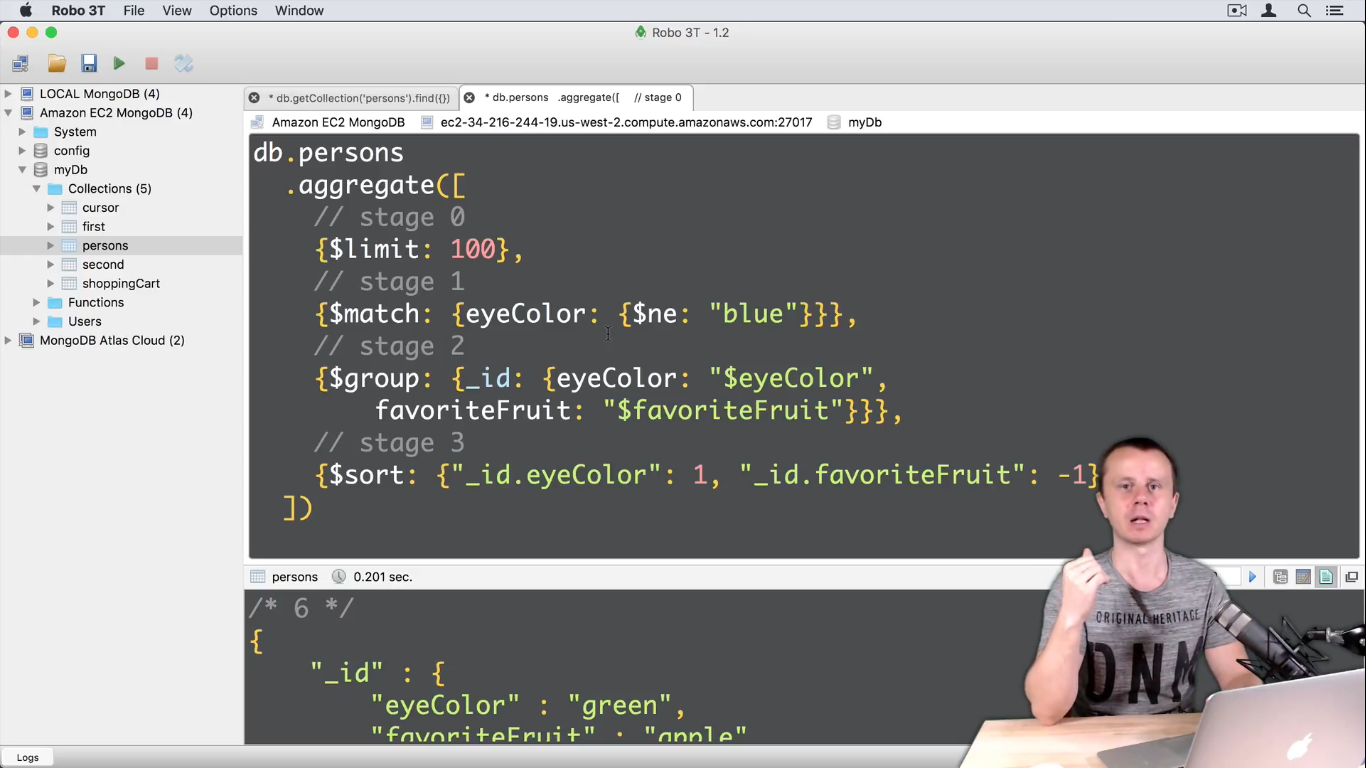 Robo 3T File View Options Window
Robo 3T - 1.2
LOCAL MongoDB (4)
Amazon EC2 MongoDB (4)
System
config
myDb
Collections (5)
cursor
first
persons
second
shoppingCart
Functions
Users
MongoDB Atlas Cloud (2)
* db.getCollection('persons').find({})
* db.persons .aggregate([ // stage 0
Amazon EC2 MongoDB ec2-34-216-244-19.us-west-2.compute.amazonaws.com:27017 myDb
db.persons
.aggregate([
// stage 0
{$limit: 100},
// stage 1
{$match: {eyeColor: {$ne: "blue"}}},
// stage 2
{$group: {_id: {eyeColor: "$eyeColor",
favoriteFruit: "$favoriteFruit"}}},
// stage 3
{$sort: {"_id.eyeColor": 1, "_id.favoriteFruit": -1}
])
persons 0.201 sec.
/* 6 */
{
"_id" : {
"eyeColor" : "green",
"favoriteFruit" : "apple"
Logs
ORIGINAL HERITAGE
DNM